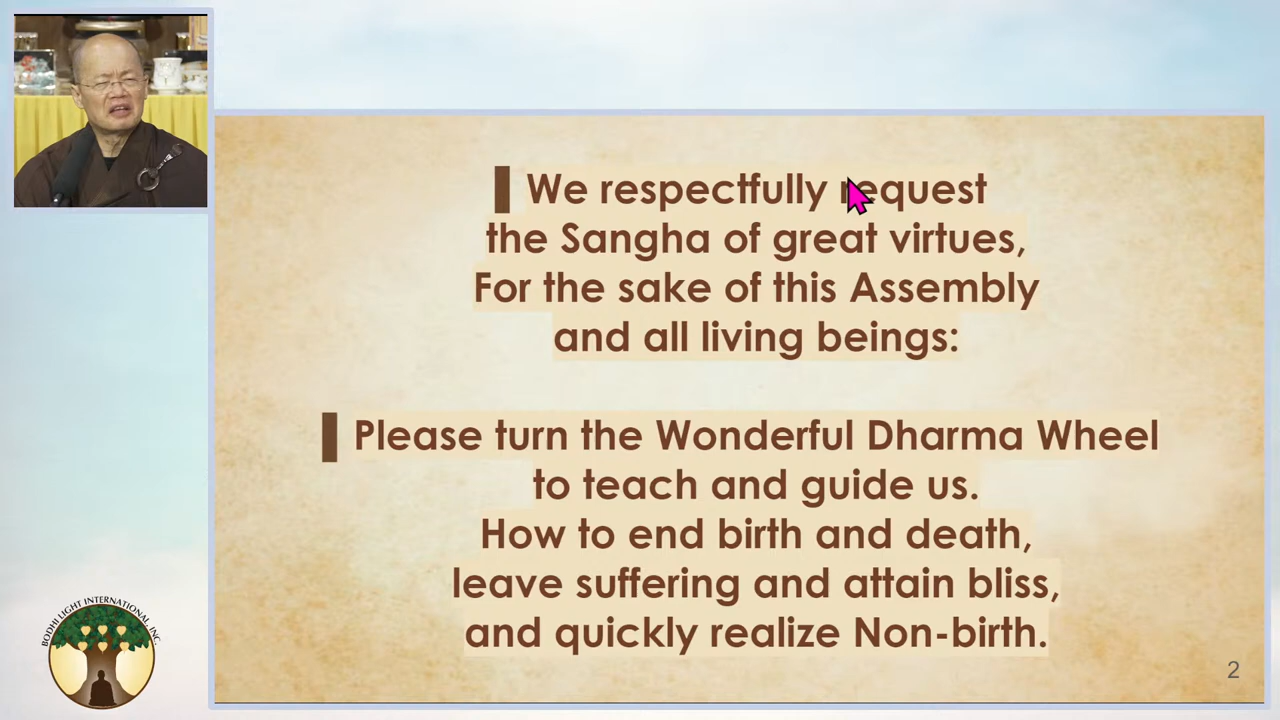 We respectfully request
the Sangha of great virtues,
For the sake of this Assembly
and all living beings:
Please turn the Wonderful Dharma Wheel
to teach and guide us.
How to end birth and death,
leave suffering and attain bliss,
and quickly realize Non-birth.
BODHI LIGHT INTERNATIONAL, INC.
2